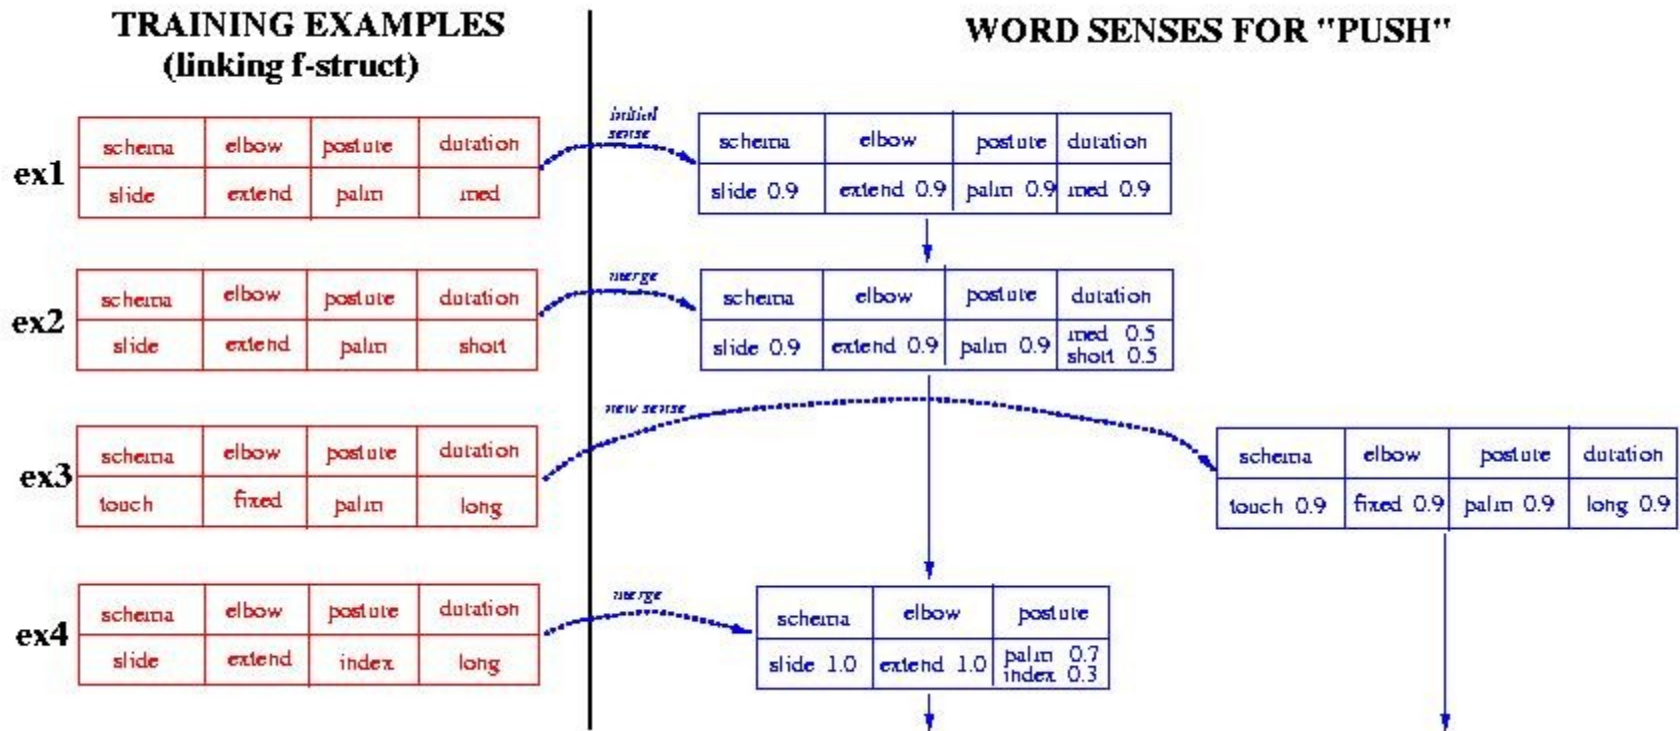 TRAINING EXAMPLES
(linking f-struct)
WORD SENSES FOR "PUSH"
ex1
schema elbow posture duration
slide extend palm med
initial
sense
schema elbow posture duration
slide 0.9 extend 0.9 palm 0.9 med 0.9
ex2
schema elbow posture duration
slide extend palm short
merge
schema elbow posture duration
slide 0.9 extend 0.9 palm 0.9 med 0.5
short 0.5
new sense
ex3
schema elbow posture duration
touch fixed palm long
schema elbow posture duration
touch 0.9 fixed 0.9 palm 0.9 long 0.9
ex4
schema elbow posture duration
slide extend index long
merge
schema elbow posture
slide 1.0 extend 1.0 palm 0.7
index 0.3